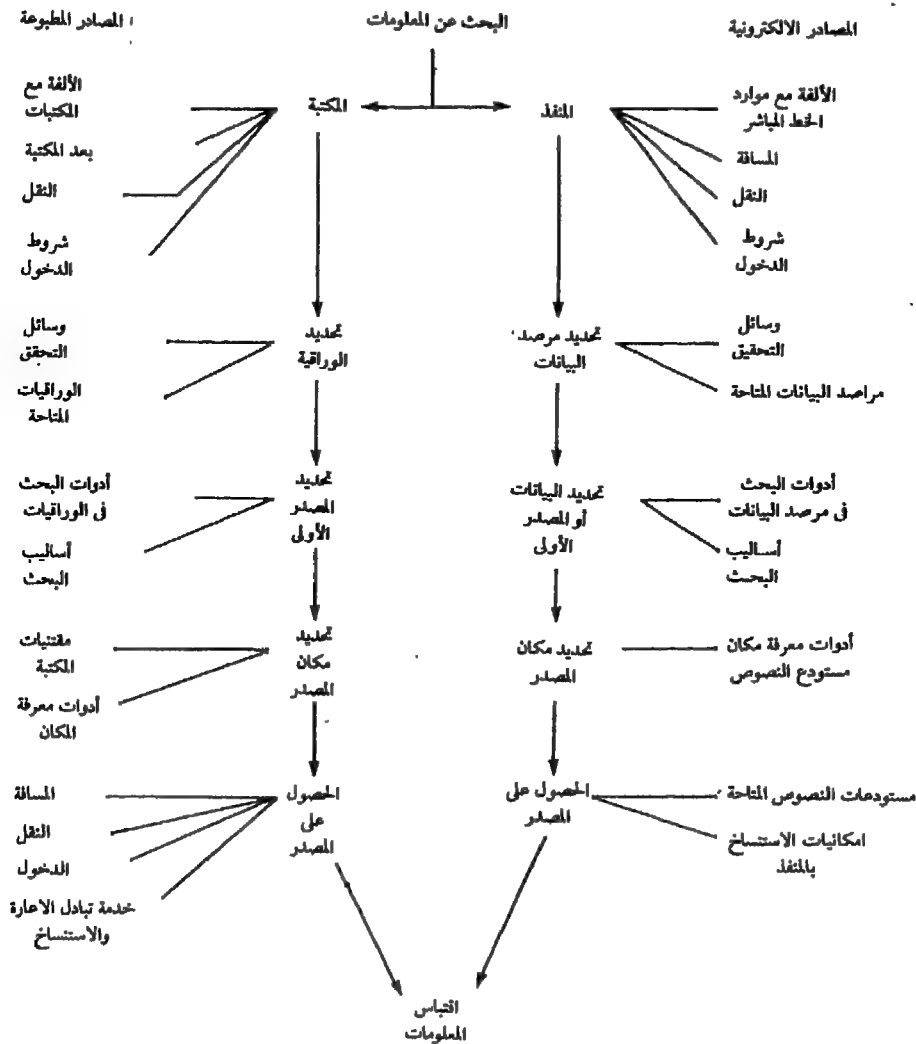 المصادر الالكترونية
البحث عن المعلومات
المصادر المطبوعة
المنفذ
المكتبة
الألفة مع موارد
الخط المباشر
المسافة
النقل
شروط
الدخول
الألفة مع
المكتبات
بعد المكتبة
النقل
شروط
الدخول
تحديد مرصد
البيانات
وسائل
التحقيق
مراصد البيانات المتاحة
تحديد
الوراقية
وسائل
التحقق
الوراقيات
المتاحة
تحديد البيانات
أو المصدر
الأولى
أدوات البحث
فى مرصد البيانات
أساليب
البحث
تحديد
المصدر
الأولى
أدوات البحث
فى الوراقيات
أساليب
البحث
تحديد مكان
المصدر
أدوات معرفة مكان
مستودع النصوص
تحديد
مكان
المصدر
مقتنيات
المكتبة
أدوات معرفة
المكان
الحصول على
المصدر
مستودعات النصوص المتاحة
امكانيات الاستنساخ
بالمنفذ
الحصول
على
المصدر
المسافة
النقل
الدخول
خدمة تبادل الاعارة
والاستنساخ
اقتباس
المعلومات